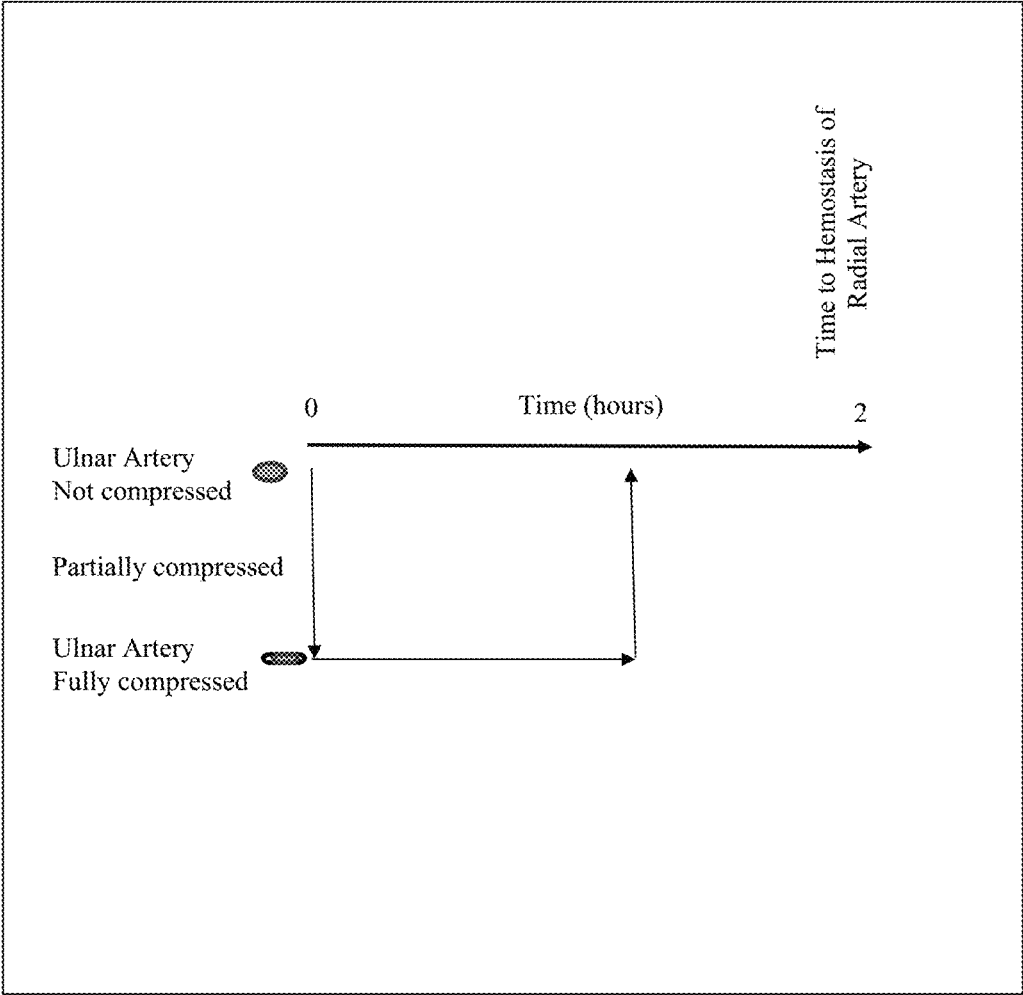 Time to Hemostasis of
Radial Artery
0
Time (hours)
2
Ulnar Artery
Not compressed
Partially compressed
Ulnar Artery
Fully compressed